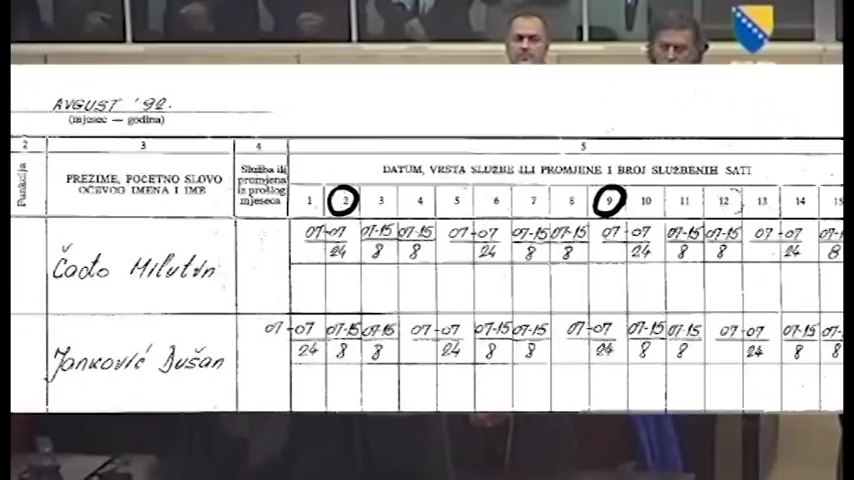 AVGUST '92.
(mjesec — godina)
2 3 4 5
Funkcija
PREZIME, POČETNO SLOVO
OČEVOG IMENA I IME
Služba ili
promjena
iz prošlog
mjeseca
DATUM, VRSTA SLUŽBE ILI PROMJENE I BROJ SLUŽBENIH SATI
1 2 3 4 5 6 7 8 9 10 11 12 13 14 15
Čađo Milutin
07-07 07-15 07-15 07-07 07-15 07-15 07-07 07-15 07-15 07-07 07-1
24 8 8 24 8 8 24 8 8 24 8
Janković Dušan
07-07 07-15 07-15 07-07 07-15 07-15 07-07 07-15 07-15 07-07 07-15 07-
24 8 8 24 8 8 24 8 8 24 8 8